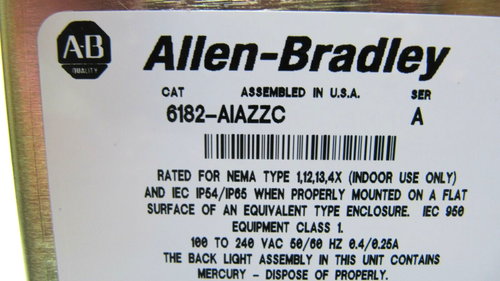 A-B
QUALITY
Allen-Bradley
CAT ASSEMBLED IN U.S.A. SER
6182-AIAZZC A
RATED FOR NEMA TYPE 1,12,13,4X (INDOOR USE ONLY)
AND IEC IP54/IP65 WHEN PROPERLY MOUNTED ON A FLAT
SURFACE OF AN EQUIVALENT TYPE ENCLOSURE. IEC 950
EQUIPMENT CLASS 1.
100 TO 240 VAC 50/60 HZ 0.4/0.25A
THE BACK LIGHT ASSEMBLY IN THIS UNIT CONTAINS
MERCURY - DISPOSE OF PROPERLY.